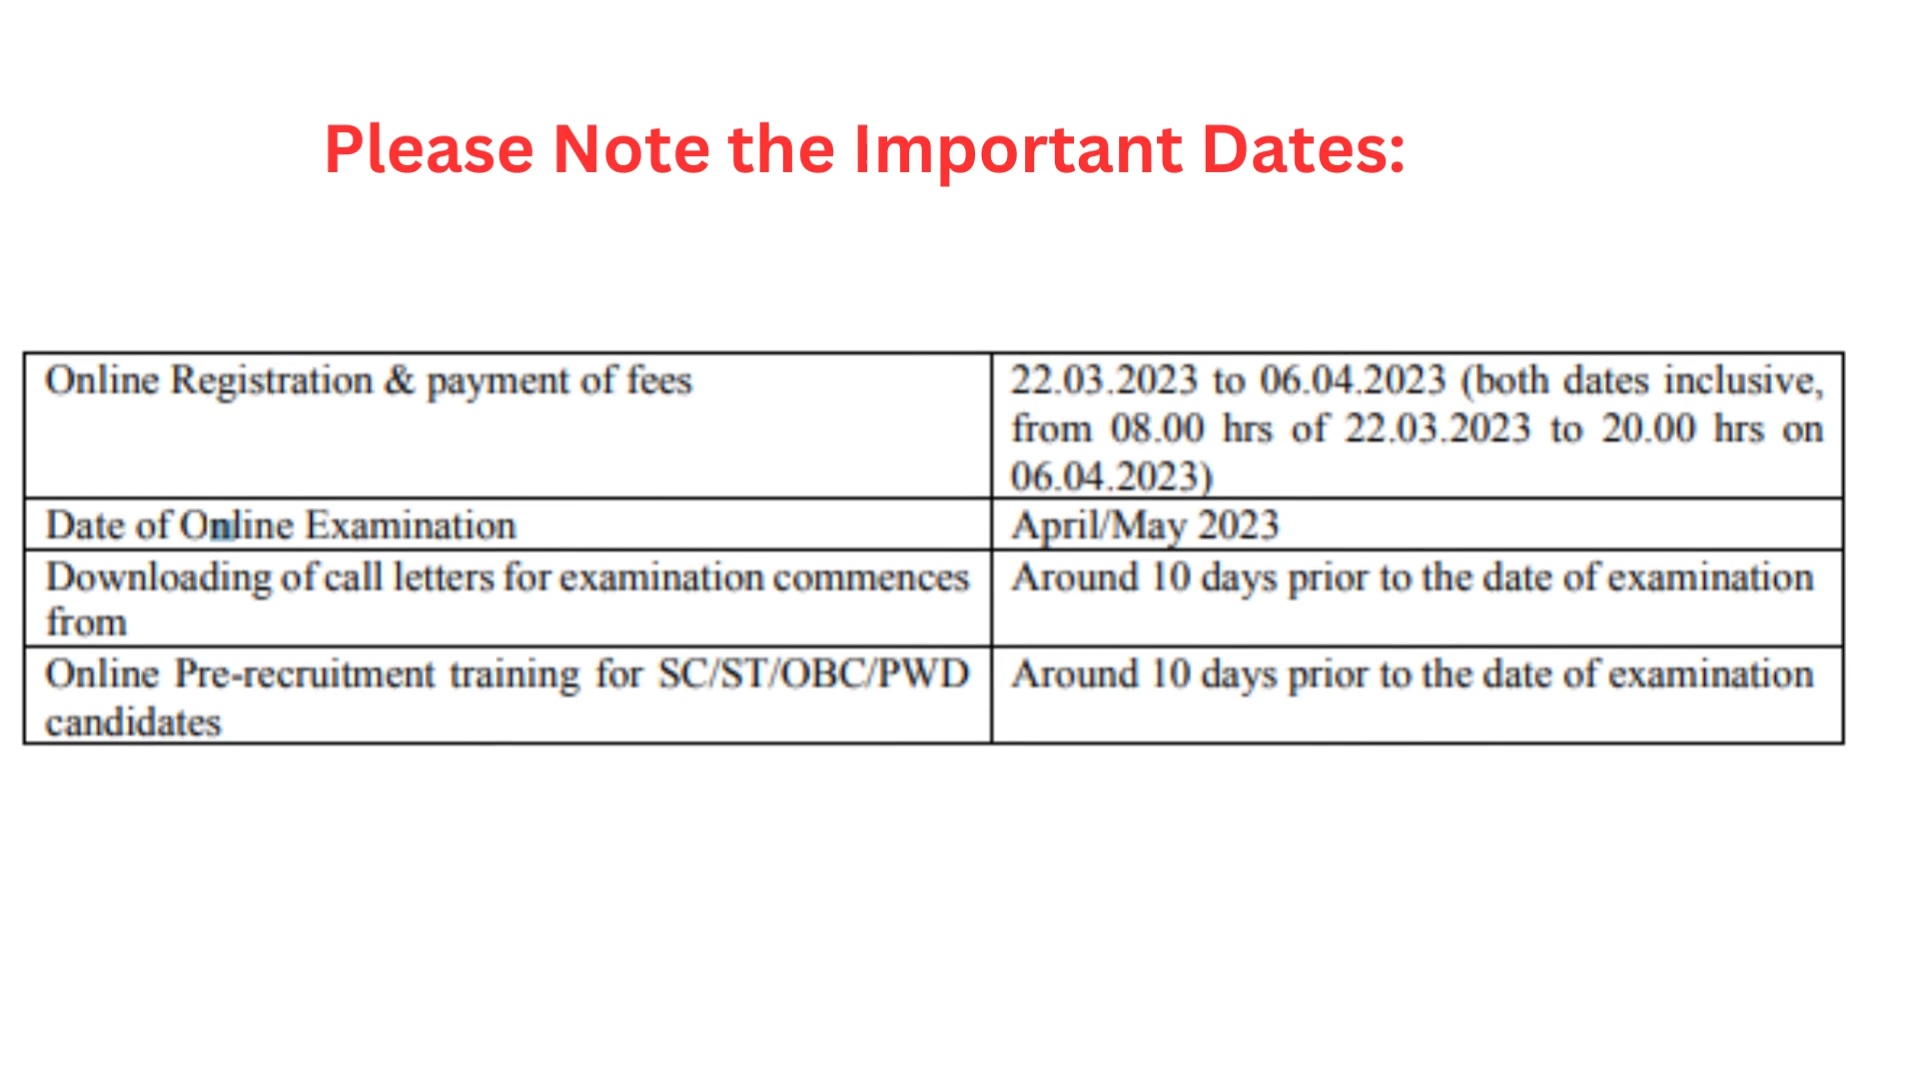 Please Note the Important Dates:
Online Registration & payment of fees
22.03.2023 to 06.04.2023 (both dates inclusive,
from 08.00 hrs of 22.03.2023 to 20.00 hrs on
06.04.2023)
Date of Online Examination
April/May 2023
Downloading of call letters for examination commences
from
Around 10 days prior to the date of examination
Online Pre-recruitment training for SC/ST/OBC/PWD
candidates
Around 10 days prior to the date of examination